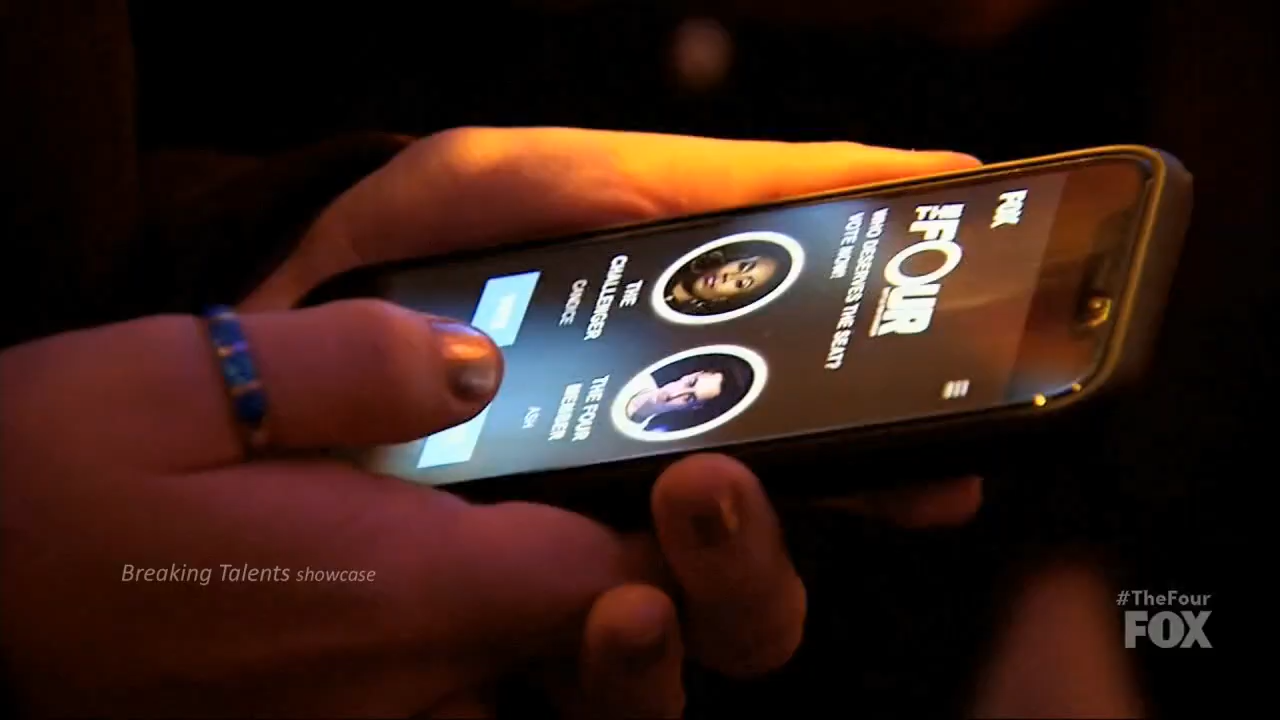 FOX
THE
FOUR
WHO DESERVES THE SEAT?
VOTE NOW!
THE
CHALLENGER
CANDICE
THE FOUR
MEMBER
ASH
Breaking Talents showcase
#TheFour
FOX